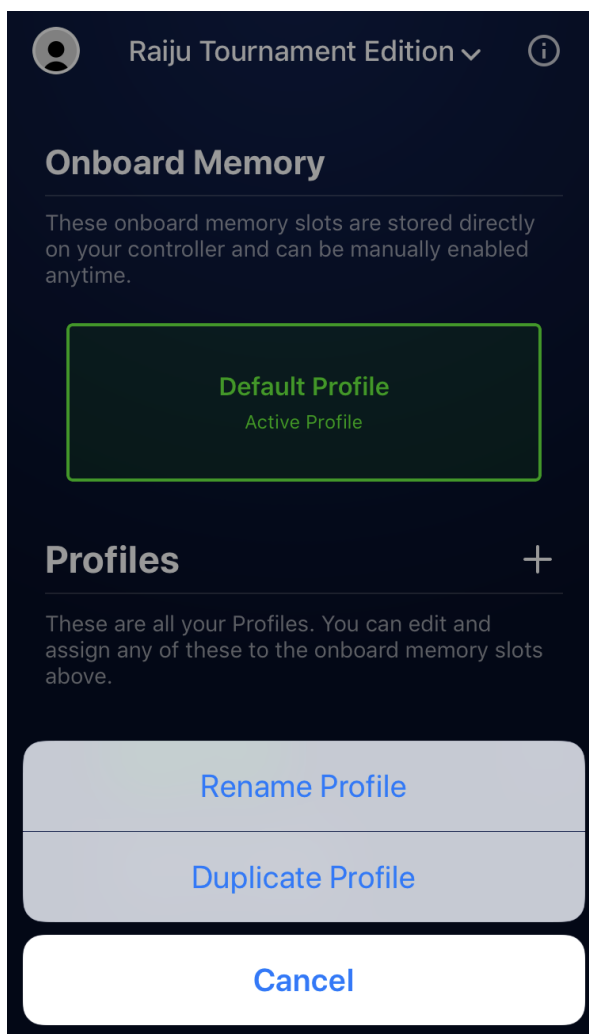 Raiju Tournament Edition
Onboard Memory
These onboard memory slots are stored directly
on your controller and can be manually enabled
anytime.
Default Profile
Active Profile
Profiles
These are all your Profiles. You can edit and
assign any of these to the onboard memory slots
above.
Rename Profile
Duplicate Profile
Cancel